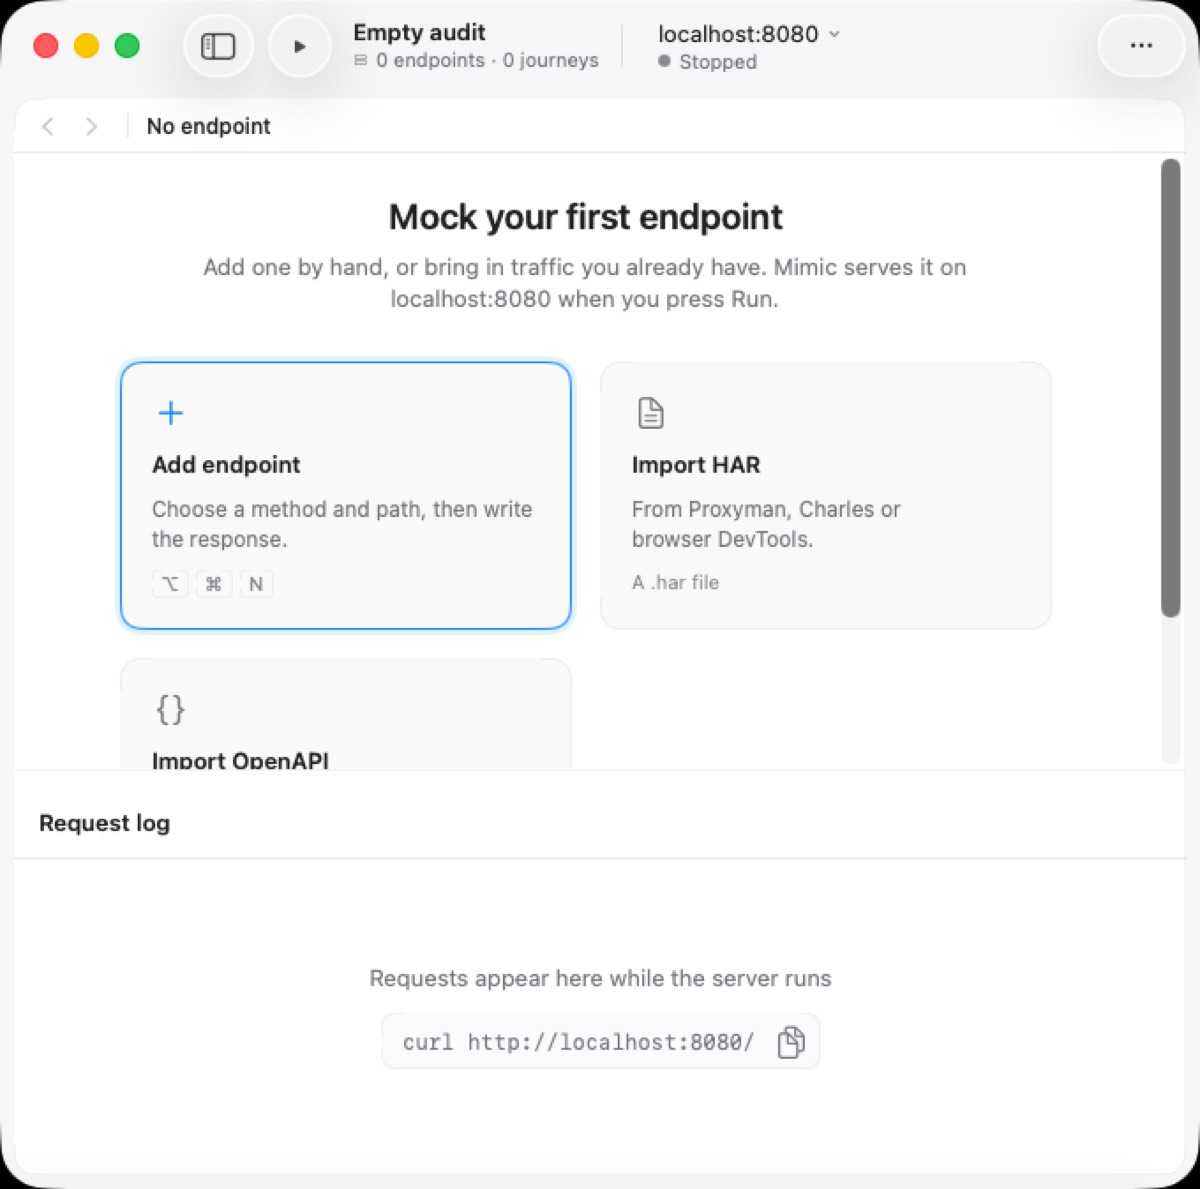 Empty audit
0 endpoints · 0 journeys
localhost:8080
Stopped
No endpoint
Mock your first endpoint
Add one by hand, or bring in traffic you already have. Mimic serves it on
localhost:8080 when you press Run.
Add endpoint
Choose a method and path, then write
the response.
⌥ ⌘ N
Import HAR
From Proxyman, Charles or
browser DevTools.
A .har file
{}
Import OpenAPI
Request log
Requests appear here while the server runs
curl http://localhost:8080/